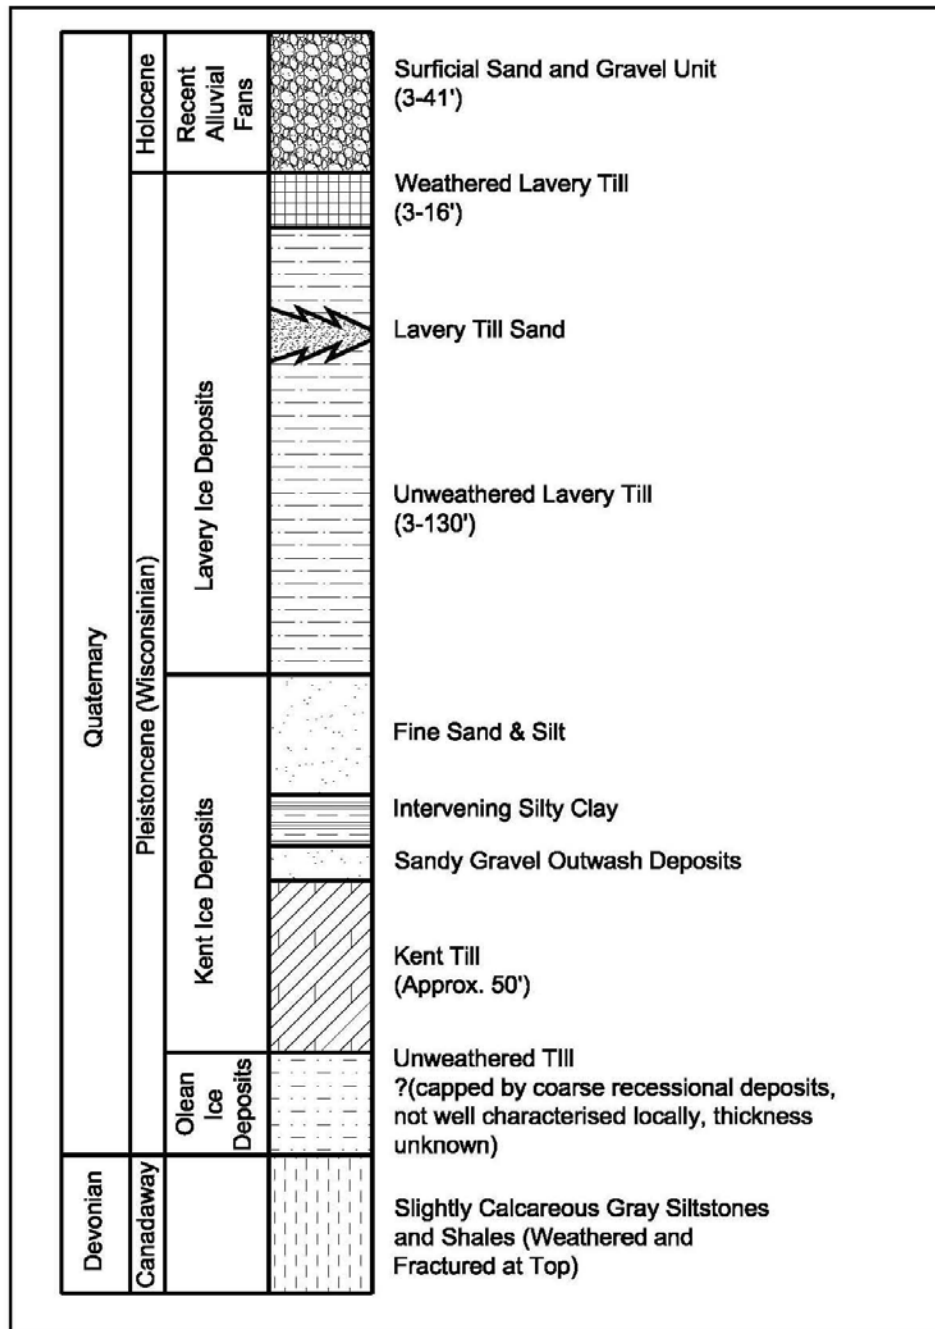 Quaternary
Devonian
Holocene
Pleistoncene (Wisconsinian)
Canadaway
Recent
Alluvial
Fans
Lavery Ice Deposits
Kent Ice Deposits
Olean
Ice
Deposits
Surficial Sand and Gravel Unit
(3-41')
Weathered Lavery Till
(3-16')
Lavery Till Sand
Unweathered Lavery Till
(3-130')
Fine Sand & Silt
Intervening Silty Clay
Sandy Gravel Outwash Deposits
Kent Till
(Approx. 50')
Unweathered TIll
?(capped by coarse recessional deposits,
not well characterised locally, thickness
unknown)
Slightly Calcareous Gray Siltstones
and Shales (Weathered and
Fractured at Top)